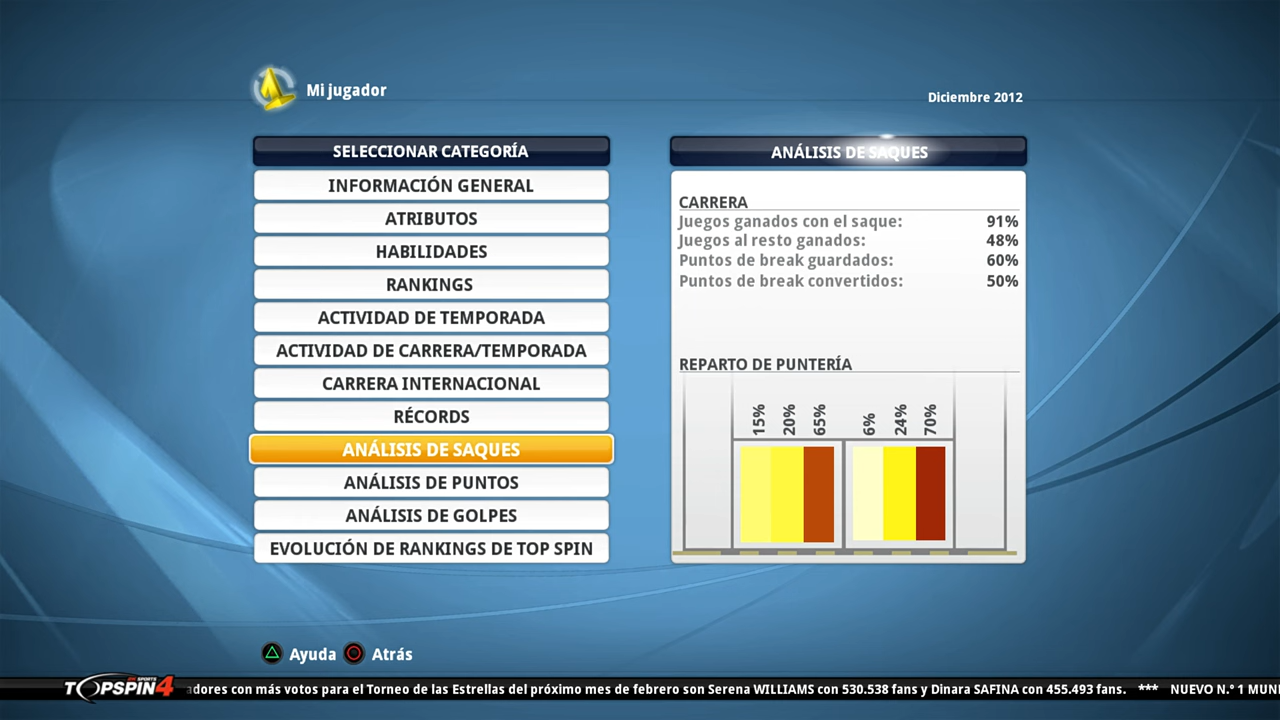 Mi jugador
Diciembre 2012
SELECCIONAR CATEGORÍA
INFORMACIÓN GENERAL
ATRIBUTOS
HABILIDADES
RANKINGS
ACTIVIDAD DE TEMPORADA
ACTIVIDAD DE CARRERA/TEMPORADA
CARRERA INTERNACIONAL
RÉCORDS
ANÁLISIS DE SAQUES
ANÁLISIS DE PUNTOS
ANÁLISIS DE GOLPES
EVOLUCIÓN DE RANKINGS DE TOP SPIN
ANÁLISIS DE SAQUES
CARRERA
Juegos ganados con el saque: 91%
Juegos al resto ganados: 48%
Puntos de break guardados: 60%
Puntos de break convertidos: 50%
REPARTO DE PUNTERÍA
15% 20% 65% 6% 24% 70%
Ayuda Atrás
2K SPORTS
TOPSPIN 4
adores con más votos para el Torneo de las Estrellas del próximo mes de febrero son Serena WILLIAMS con 530.538 fans y Dinara SAFINA con 455.493 fans. *** NUEVO N.º 1 MUN